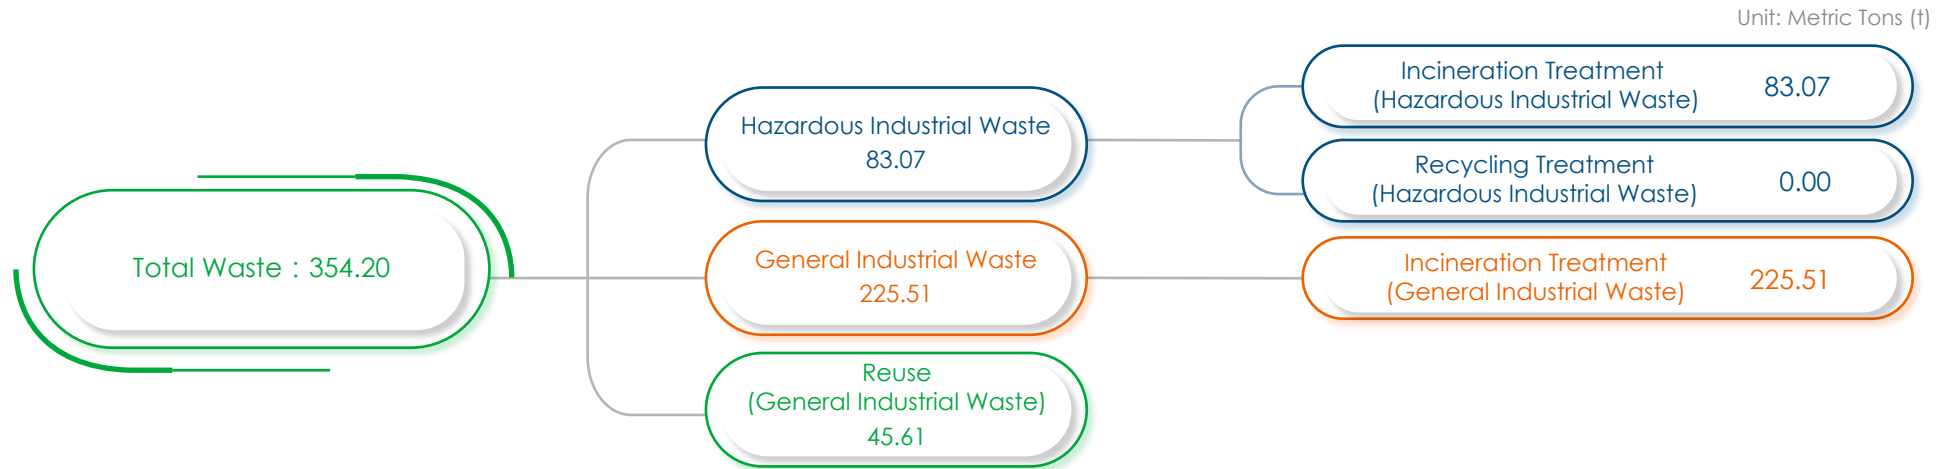 Unit: Metric Tons (t)
Total Waste : 354.20
Hazardous Industrial Waste
83.07
General Industrial Waste
225.51
Reuse
(General Industrial Waste)
45.61
Incineration Treatment
(Hazardous Industrial Waste)
83.07
Recycling Treatment
(Hazardous Industrial Waste)
0.00
Incineration Treatment
(General Industrial Waste)
225.51